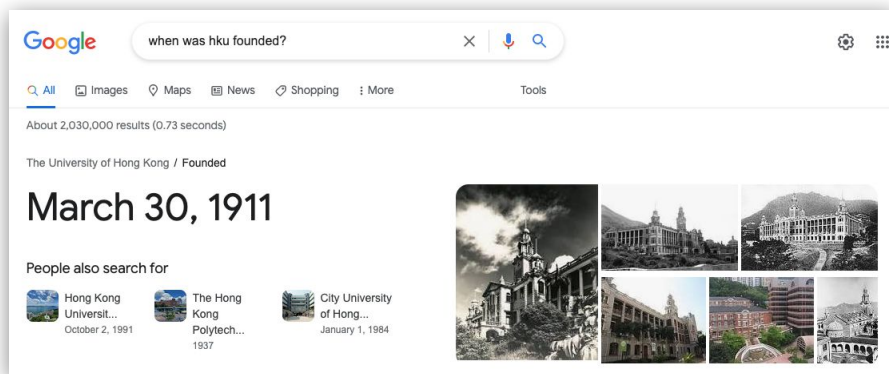 Google
when was hku founded?
All Images Maps News Shopping More Tools
About 2,030,000 results (0.73 seconds)
The University of Hong Kong / Founded
March 30, 1911
People also search for
Hong Kong
Universit...
October 2, 1991
The Hong
Kong
Polytech...
1937
City University
of Hong...
January 1, 1984